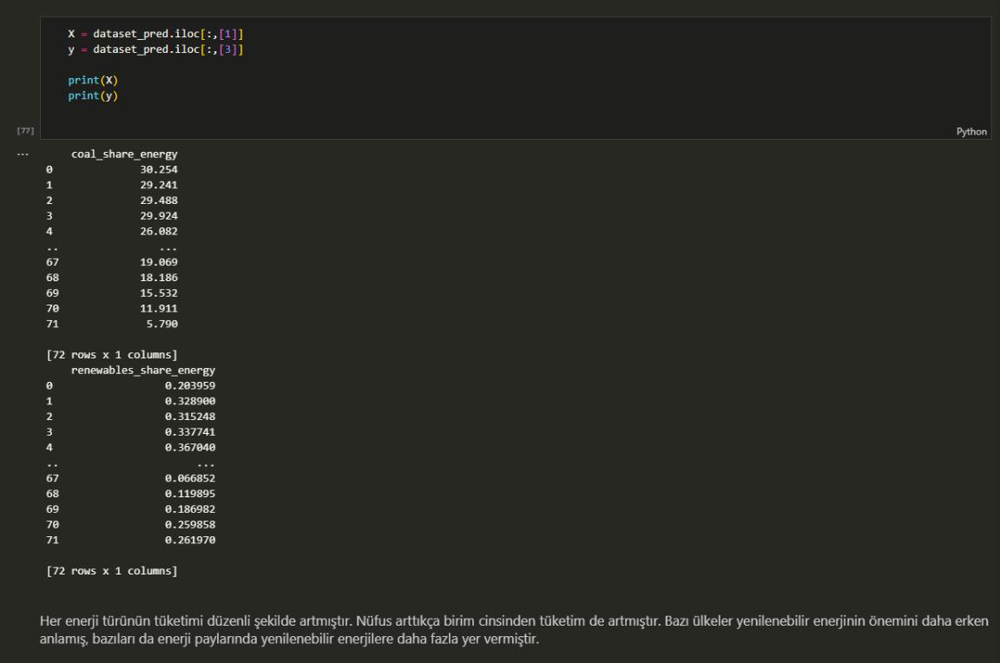 X = dataset_pred.iloc[:,[1]]
y = dataset_pred.iloc[:,[3]]
print(X)
print(y)
[77]
Python
...
coal_share_energy
0 30.254
1 29.241
2 29.488
3 29.924
4 26.082
.. ...
67 19.069
68 18.186
69 15.532
70 11.911
71 5.790
[72 rows x 1 columns]
renewables_share_energy
0 0.203959
1 0.328900
2 0.315248
3 0.337741
4 0.367040
.. ...
67 0.066852
68 0.119895
69 0.186982
70 0.259858
71 0.261970
[72 rows x 1 columns]
Her enerji türünün tüketimi düzenli şekilde artmıştır. Nüfus arttıkça birim cinsinden tüketim de artmıştır. Bazı ülkeler yenilenebilir enerjinin önemini daha erken
anlamış, bazıları da enerji paylarında yenilenebilir enerjilere daha fazla yer vermiştir.